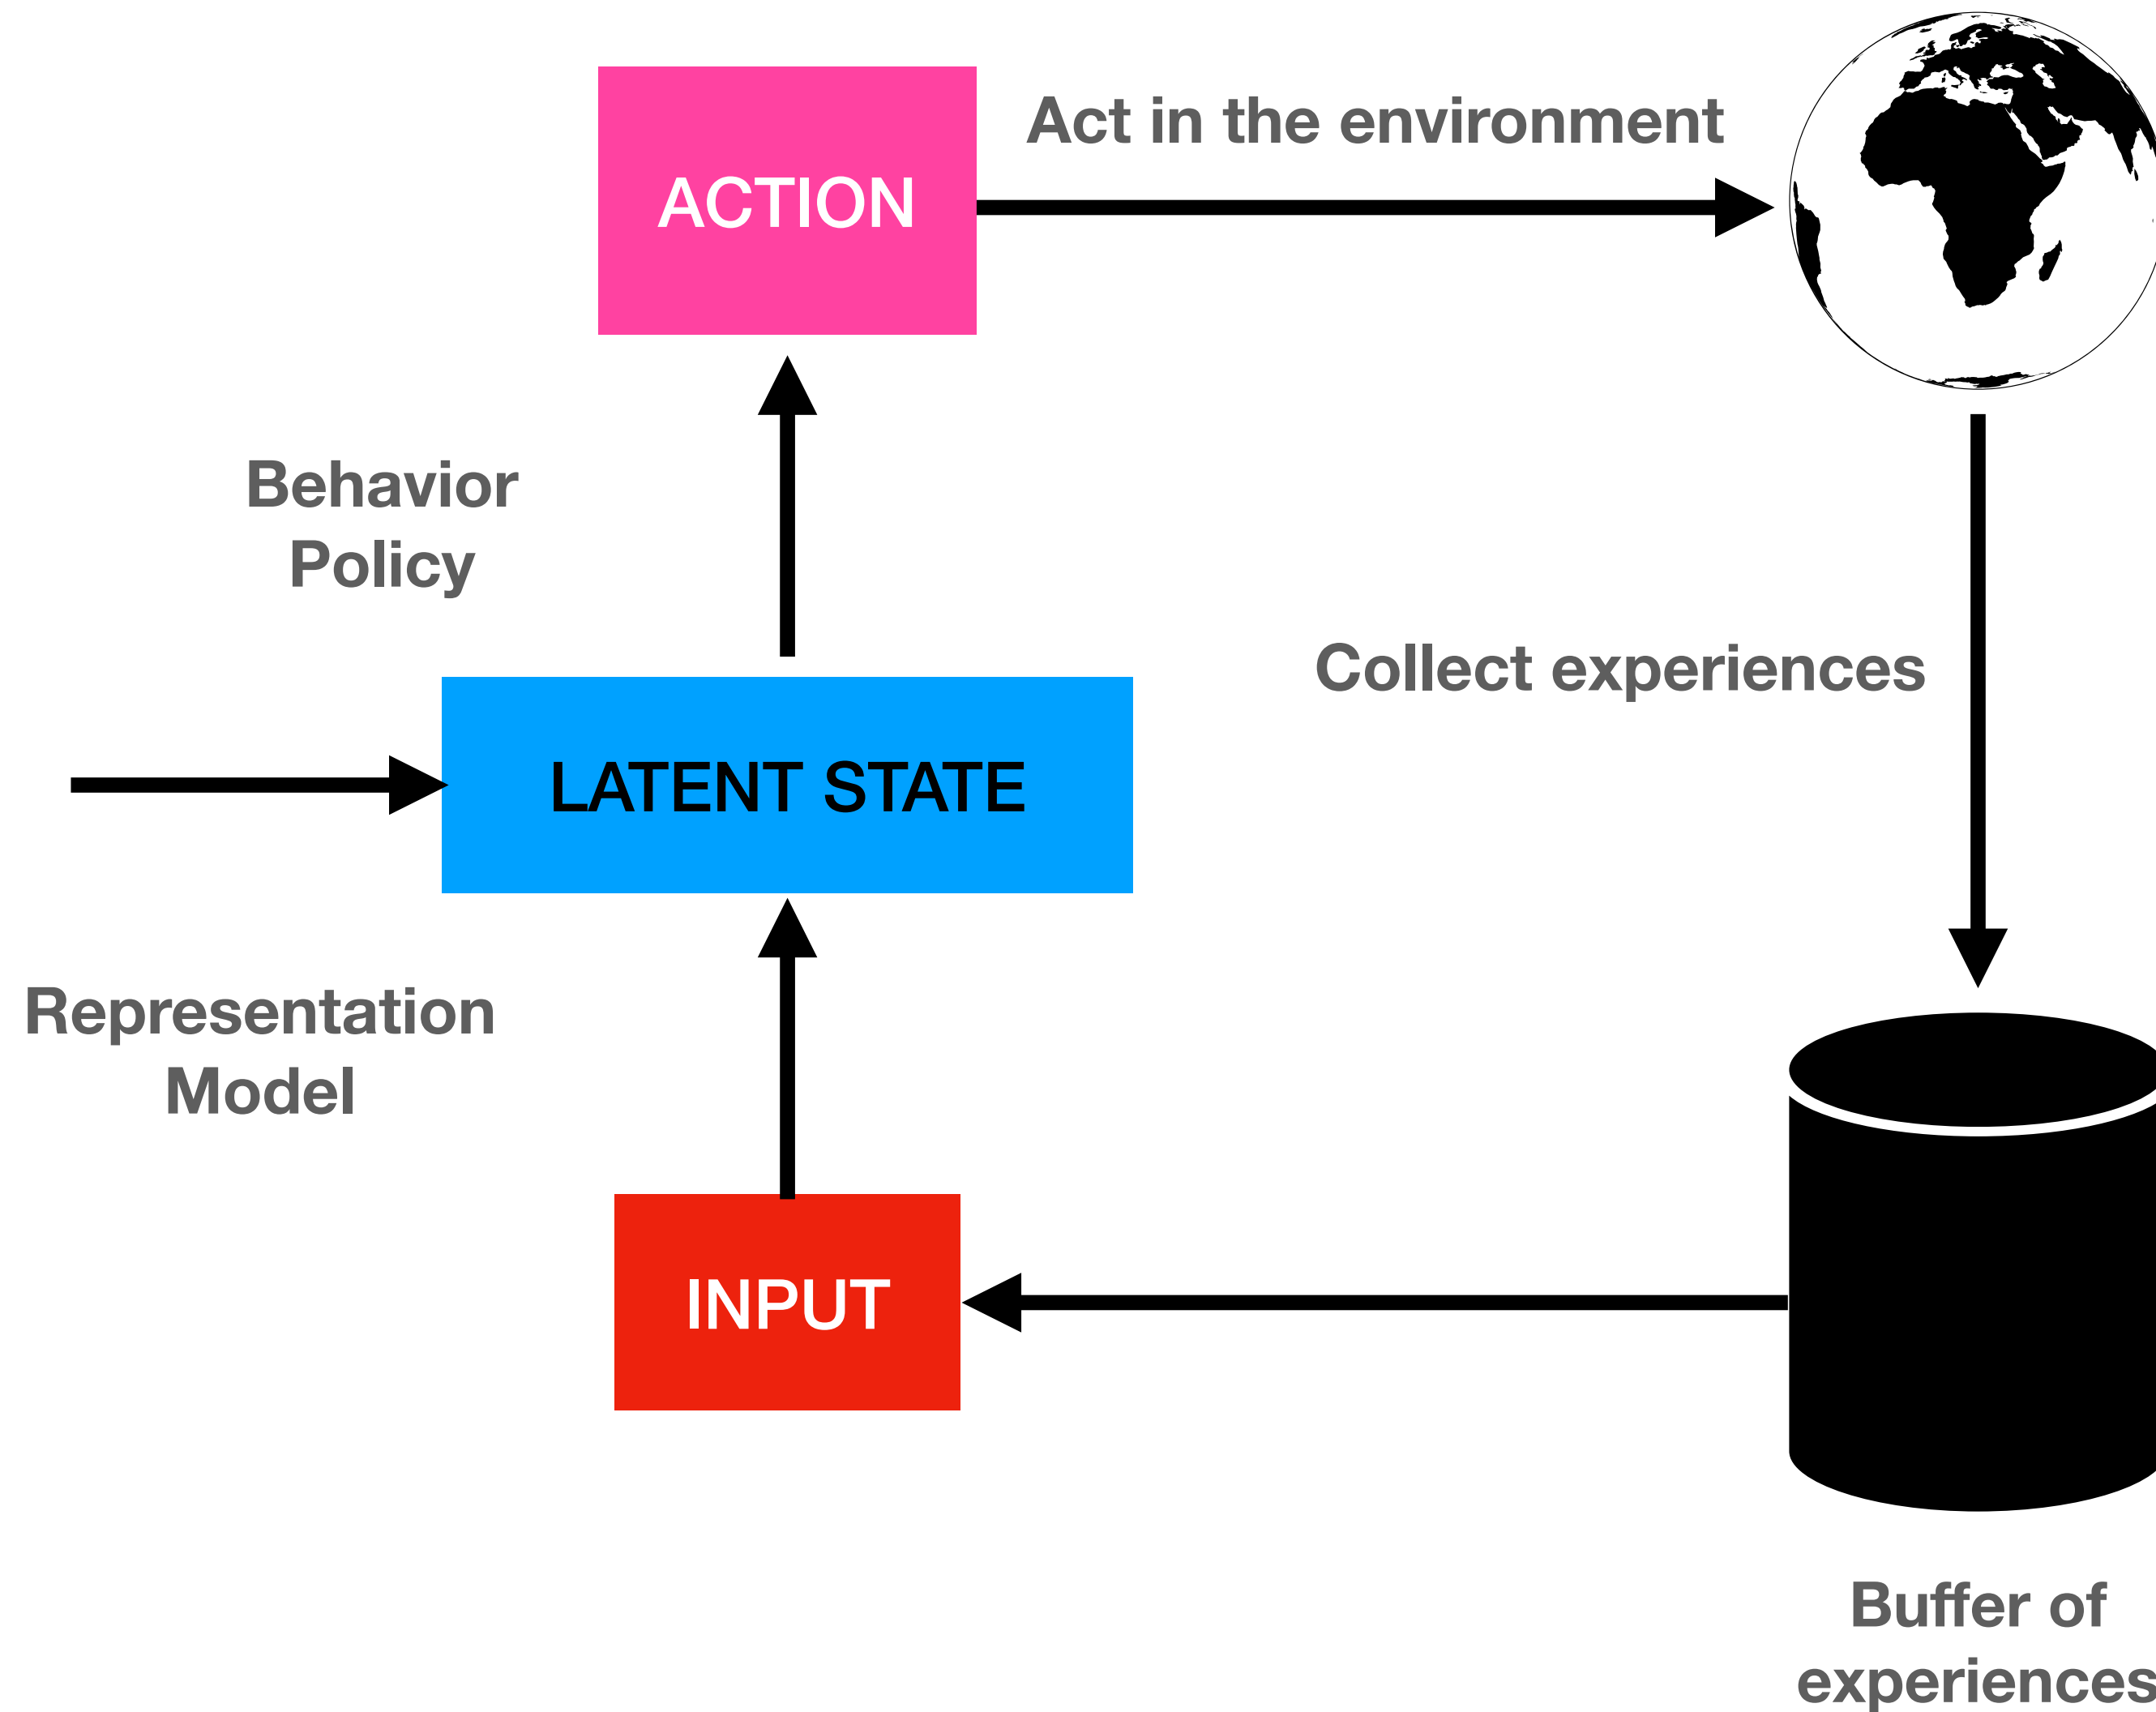 Act in the environment
ACTION
Behavior
Policy
Collect experiences
LATENT STATE
Representation
Model
INPUT
Buffer of
experiences